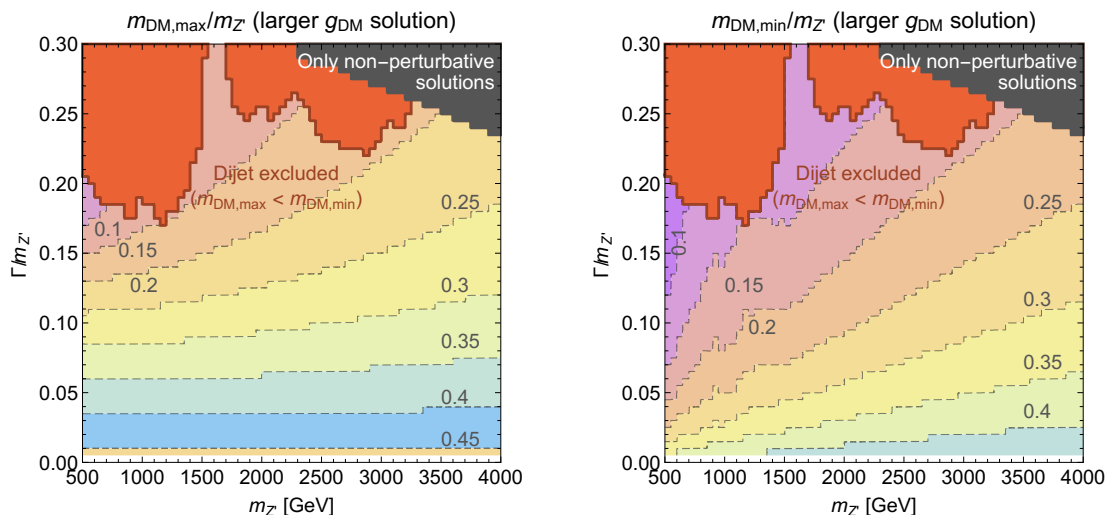 m_DM,max/m_Z' (larger g_DM solution)
Only non−perturbative
solutions
Dijet excluded
(m_DM,max < m_DM,min)
0.1
0.15
0.2
0.25
0.3
0.35
0.4
0.45
0.30
0.25
0.20
0.15
0.10
0.05
0.00
Γ/m_Z'
500 1000 1500 2000 2500 3000 3500 4000
m_Z' [GeV]
m_DM,min/m_Z' (larger g_DM solution)
Only non−perturbative
solutions
Dijet excluded
(m_DM,max < m_DM,min)
0.1
0.15
0.2
0.25
0.3
0.35
0.4
0.30
0.25
0.20
0.15
0.10
0.05
0.00
Γ/m_Z'
500 1000 1500 2000 2500 3000 3500 4000
m_Z' [GeV]